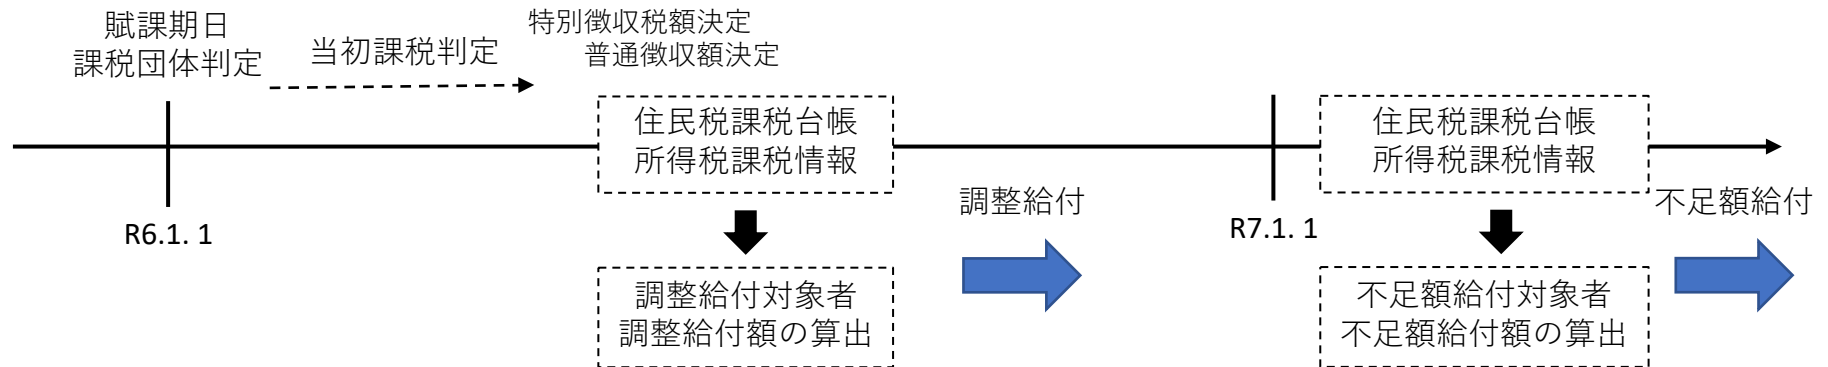 賦課期日
課税団体判定
当初課税判定
特別徴収税額決定
普通徴収額決定
住民税課税台帳
所得税課税情報
R6.1. 1
調整給付対象者
調整給付額の算出
調整給付
R7.1. 1
住民税課税台帳
所得税課税情報
不足額給付対象者
不足額給付額の算出
不足額給付